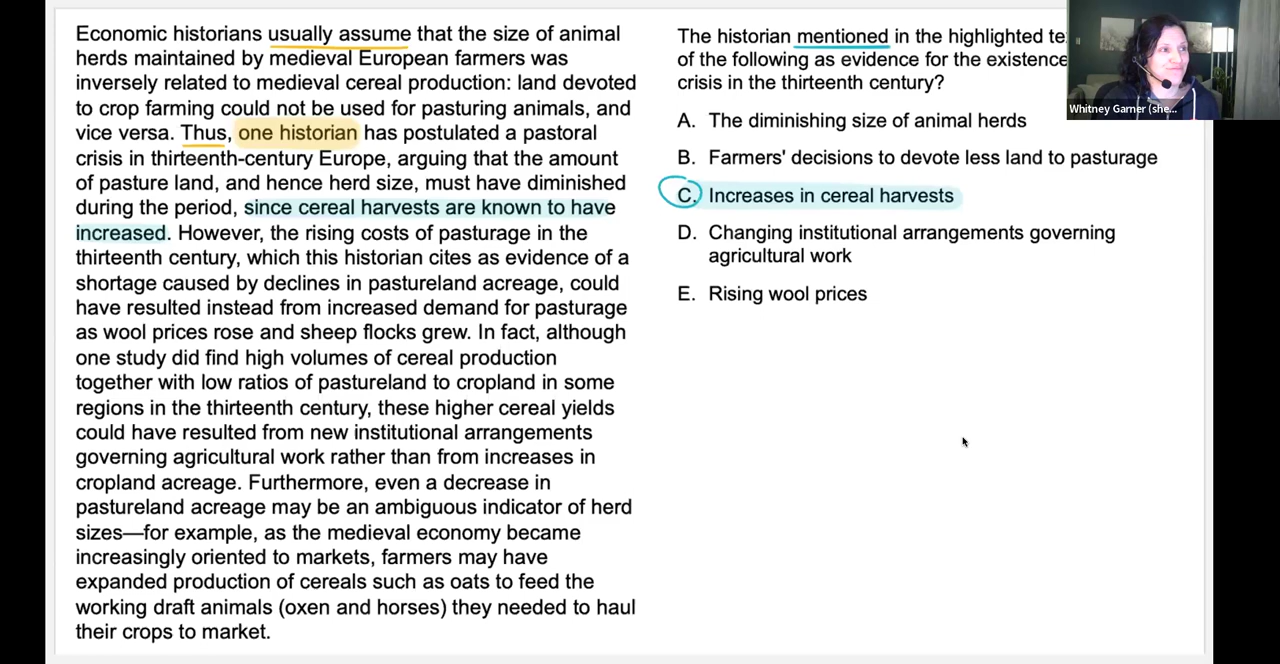 Economic historians usually assume that the size of animal
herds maintained by medieval European farmers was
inversely related to medieval cereal production: land devoted
to crop farming could not be used for pasturing animals, and
vice versa. Thus, one historian has postulated a pastoral
crisis in thirteenth-century Europe, arguing that the amount
of pasture land, and hence herd size, must have diminished
during the period, since cereal harvests are known to have
increased. However, the rising costs of pasturage in the
thirteenth century, which this historian cites as evidence of a
shortage caused by declines in pastureland acreage, could
have resulted instead from increased demand for pasturage
as wool prices rose and sheep flocks grew. In fact, although
one study did find high volumes of cereal production
together with low ratios of pastureland to cropland in some
regions in the thirteenth century, these higher cereal yields
could have resulted from new institutional arrangements
governing agricultural work rather than from increases in
cropland acreage. Furthermore, even a decrease in
pastureland acreage may be an ambiguous indicator of herd
sizes—for example, as the medieval economy became
increasingly oriented to markets, farmers may have
expanded production of cereals such as oats to feed the
working draft animals (oxen and horses) they needed to haul
their crops to market.
The historian mentioned in the highlighted te
of the following as evidence for the existence
crisis in the thirteenth century?
A. The diminishing size of animal herds
B. Farmers' decisions to devote less land to pasturage
C. Increases in cereal harvests
D. Changing institutional arrangements governing
agricultural work
E. Rising wool prices
Whitney Garner (she...